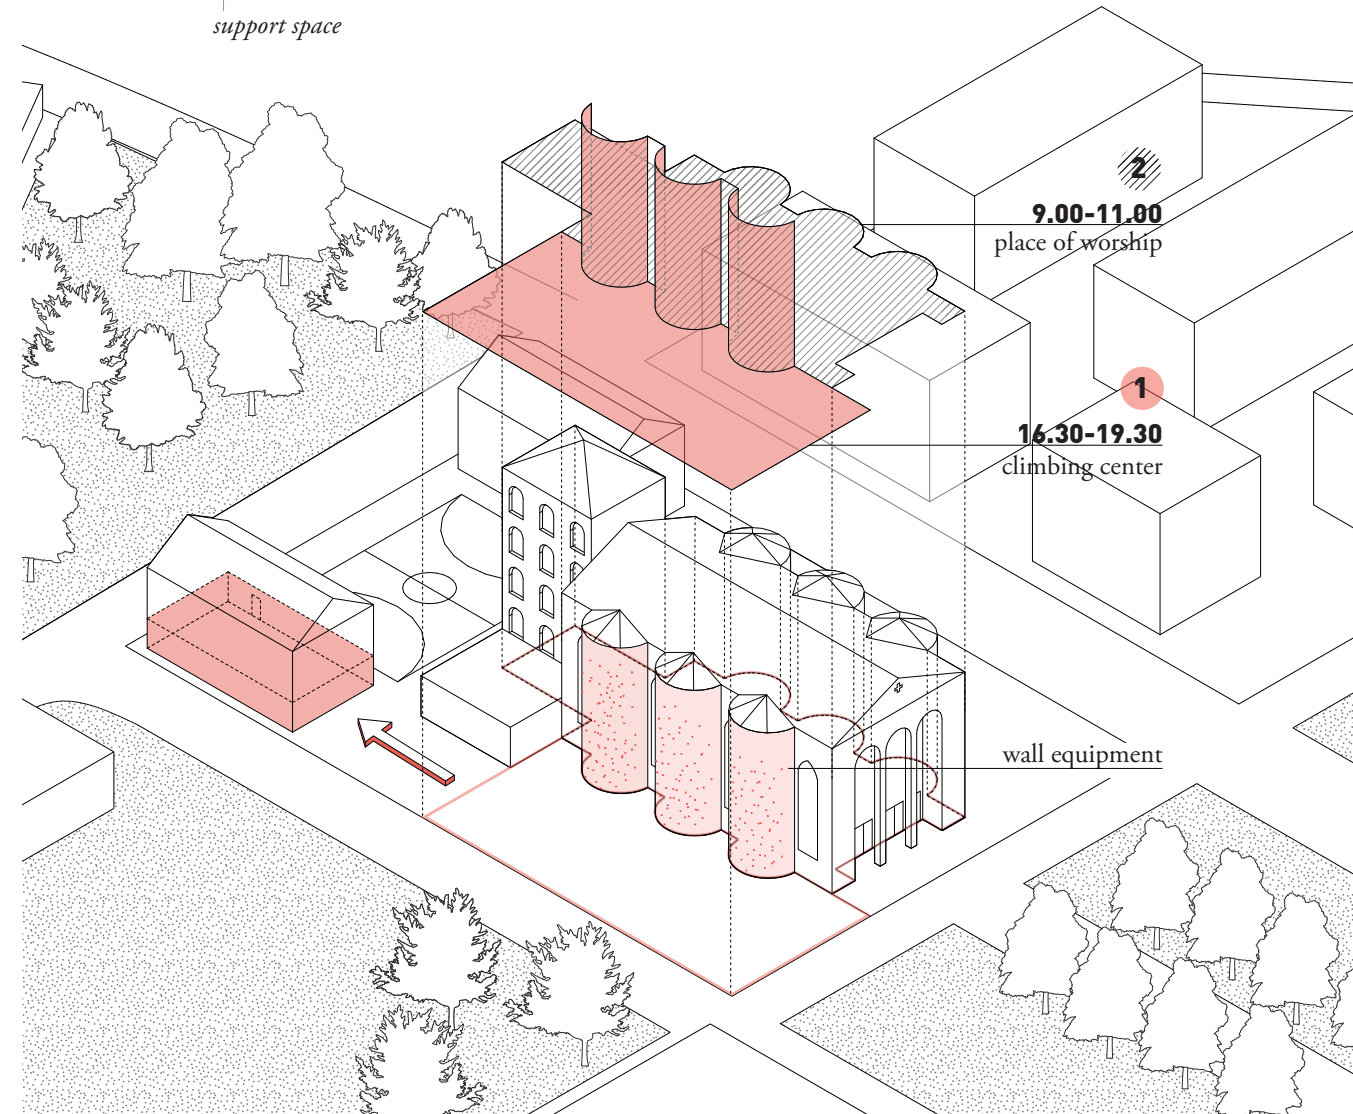 support space
2
9.00-11.00
place of worship
1
16.30-19.30
climbing center
wall equipment